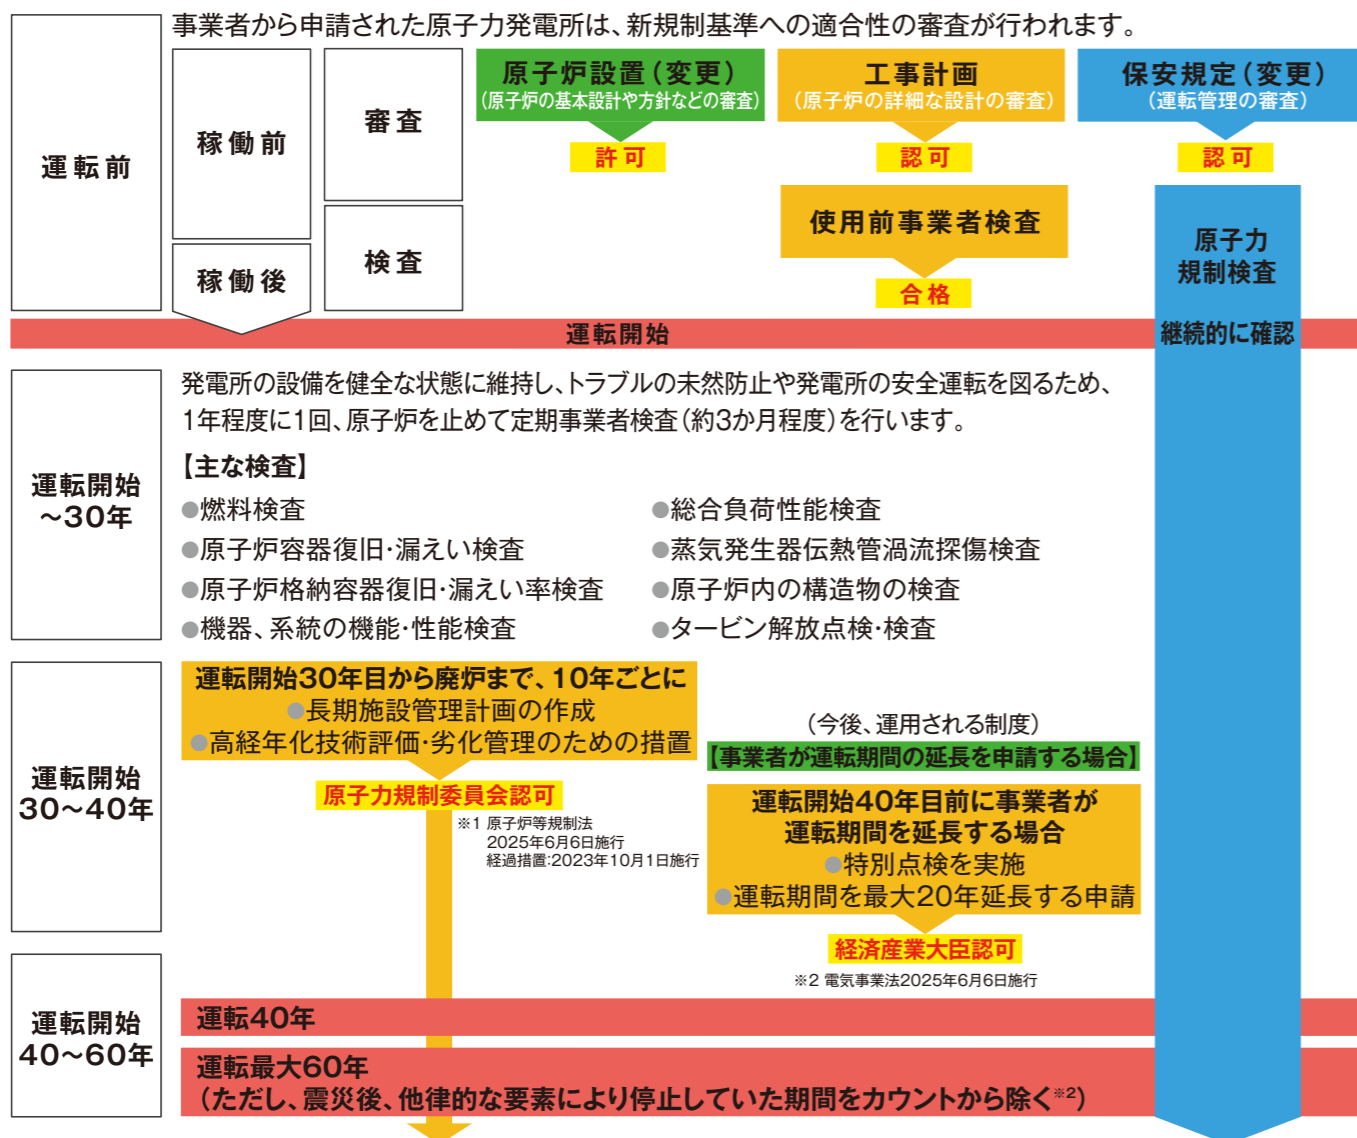 事業者から申請された原子力発電所は、新規制基準への適合性の審査が行われます。
運転前
稼働前
稼働後
審査
検査
原子炉設置（変更）
（原子炉の基本設計や方針などの審査）
許可
工事計画
（原子炉の詳細な設計の審査）
認可
使用前事業者検査
合格
保安規定（変更）
（運転管理の審査）
認可
原子力
規制検査
運転開始
継続的に確認
運転開始
～30年
発電所の設備を健全な状態に維持し、トラブルの未然防止や発電所の安全運転を図るため、
1年程度に1回、原子炉を止めて定期事業者検査（約3か月程度）を行います。
【主な検査】
●燃料検査
●原子炉容器復旧・漏えい検査
●原子炉格納容器復旧・漏えい率検査
●機器、系統の機能・性能検査
●総合負荷性能検査
●蒸気発生器伝熱管渦流探傷検査
●原子炉内の構造物の検査
●タービン解放点検・検査
運転開始
30～40年
運転開始30年目から廃炉まで、10年ごとに
●長期施設管理計画の作成
●高経年化技術評価・劣化管理のための措置
原子力規制委員会認可
※1 原子炉等規制法
2025年6月6日施行
経過措置：2023年10月1日施行
（今後、運用される制度）
【事業者が運転期間の延長を申請する場合】
運転開始40年目前に事業者が
運転期間を延長する場合
●特別点検を実施
●運転期間を最大20年延長する申請
経済産業大臣認可
※2 電気事業法2025年6月6日施行
運転開始
40～60年
運転40年
運転最大60年
（ただし、震災後、他律的な要素により停止していた期間をカウントから除く※2）